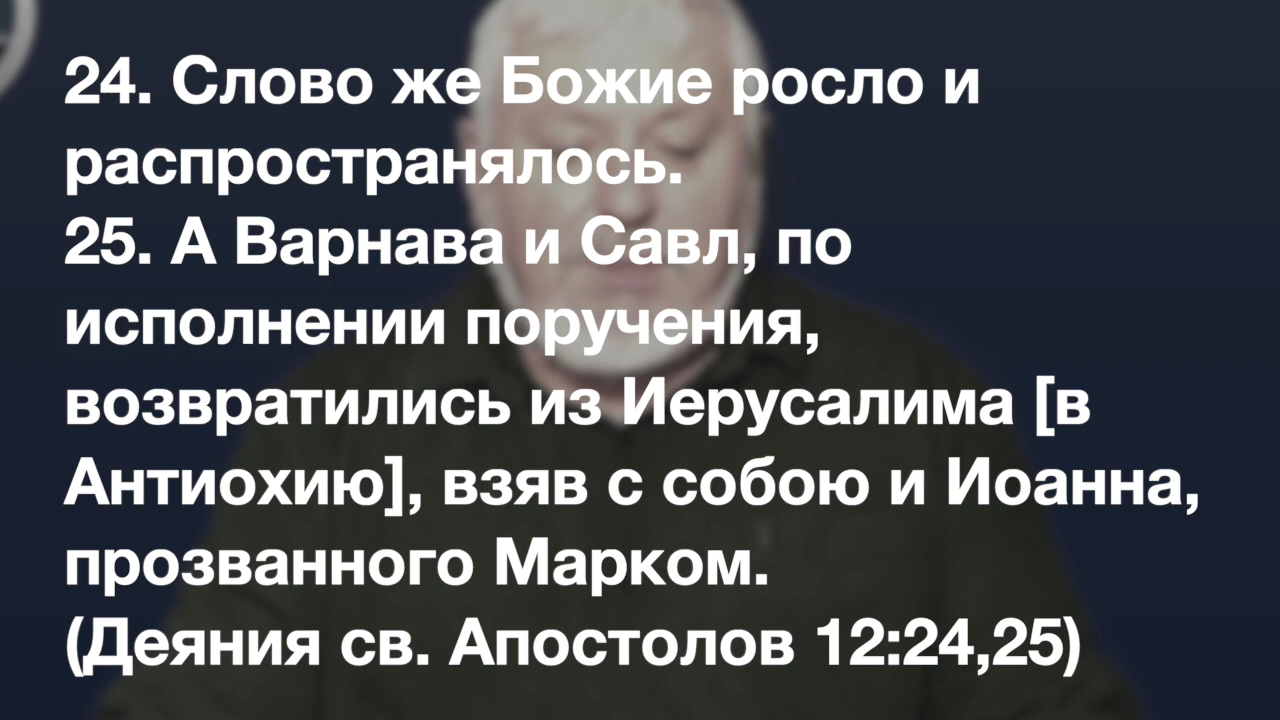 24. Слово же Божие росло и
распространялось.
25. А Варнава и Савл, по
исполнении поручения,
возвратились из Иерусалима [в
Антиохию], взяв с собою и Иоанна,
прозванного Марком.
(Деяния св. Апостолов 12:24,25)